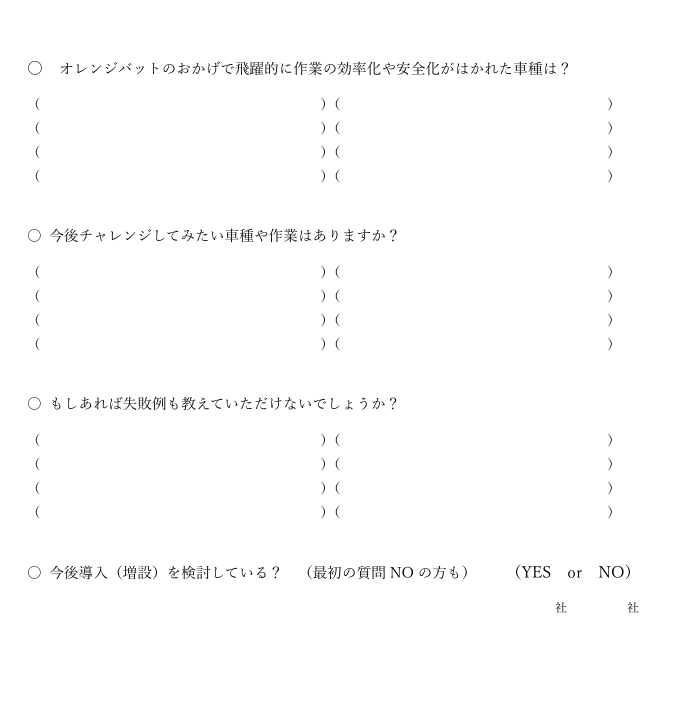 ○　オレンジバットのおかげで飛躍的に作業の効率化や安全化がはかれた車種は？
（　　　　　　　　　　）（　　　　　　　　　　）
（　　　　　　　　　　）（　　　　　　　　　　）
（　　　　　　　　　　）（　　　　　　　　　　）
（　　　　　　　　　　）（　　　　　　　　　　）
○ 今後チャレンジしてみたい車種や作業はありますか？
（　　　　　　　　　　）（　　　　　　　　　　）
（　　　　　　　　　　）（　　　　　　　　　　）
（　　　　　　　　　　）（　　　　　　　　　　）
（　　　　　　　　　　）（　　　　　　　　　　）
○ もしあれば失敗例も教えていただけないでしょうか？
（　　　　　　　　　　）（　　　　　　　　　　）
（　　　　　　　　　　）（　　　　　　　　　　）
（　　　　　　　　　　）（　　　　　　　　　　）
（　　　　　　　　　　）（　　　　　　　　　　）
○ 今後導入（増設）を検討している？　（最初の質問 NO の方も）　　（YES　or　NO）
社　　　　　社